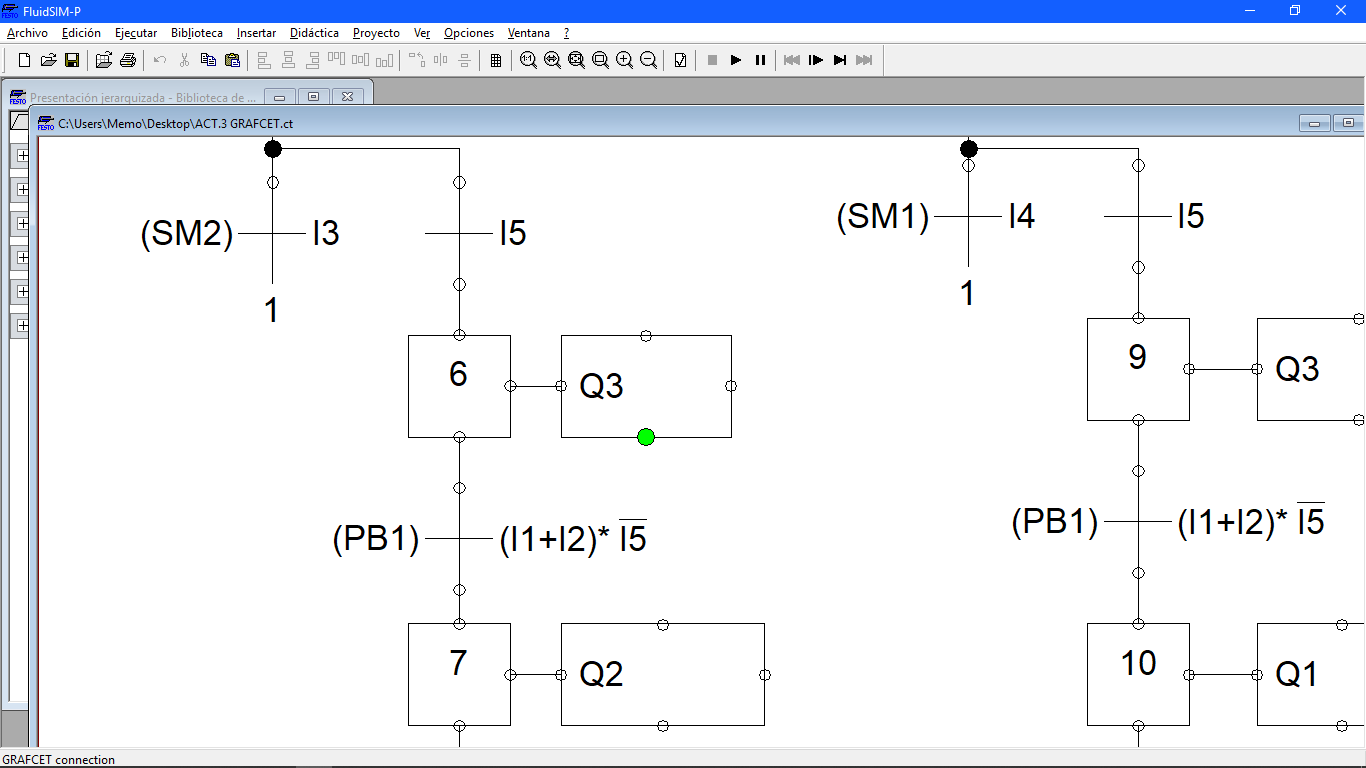 FluidSIM-P
Archivo Edición Ejecutar Biblioteca Insertar Didáctica Proyecto Ver Opciones Ventana ?
Presentación jerarquizada - Biblioteca de ...
C:\Users\Memo\Desktop\ACT.3 GRAFCET.ct
(SM2) I3
I5
1
6
Q3
(PB1) (I1+I2)* I̅5̅
7
Q2
(SM1) I4
I5
1
9
Q3
(PB1) (I1+I2)* I̅5̅
10
Q1
GRAFCET connection